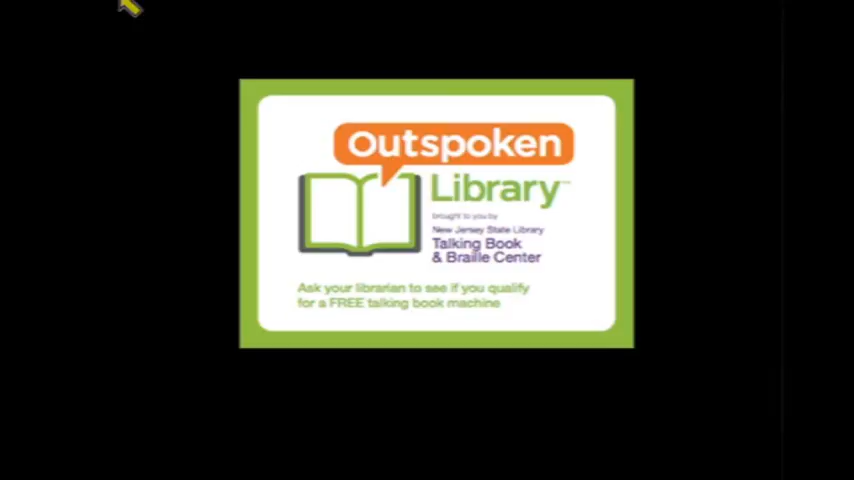 Outspoken
Library™
brought to you by
New Jersey State Library
Talking Book
& Braille Center
Ask your librarian to see if you qualify
for a FREE talking book machine